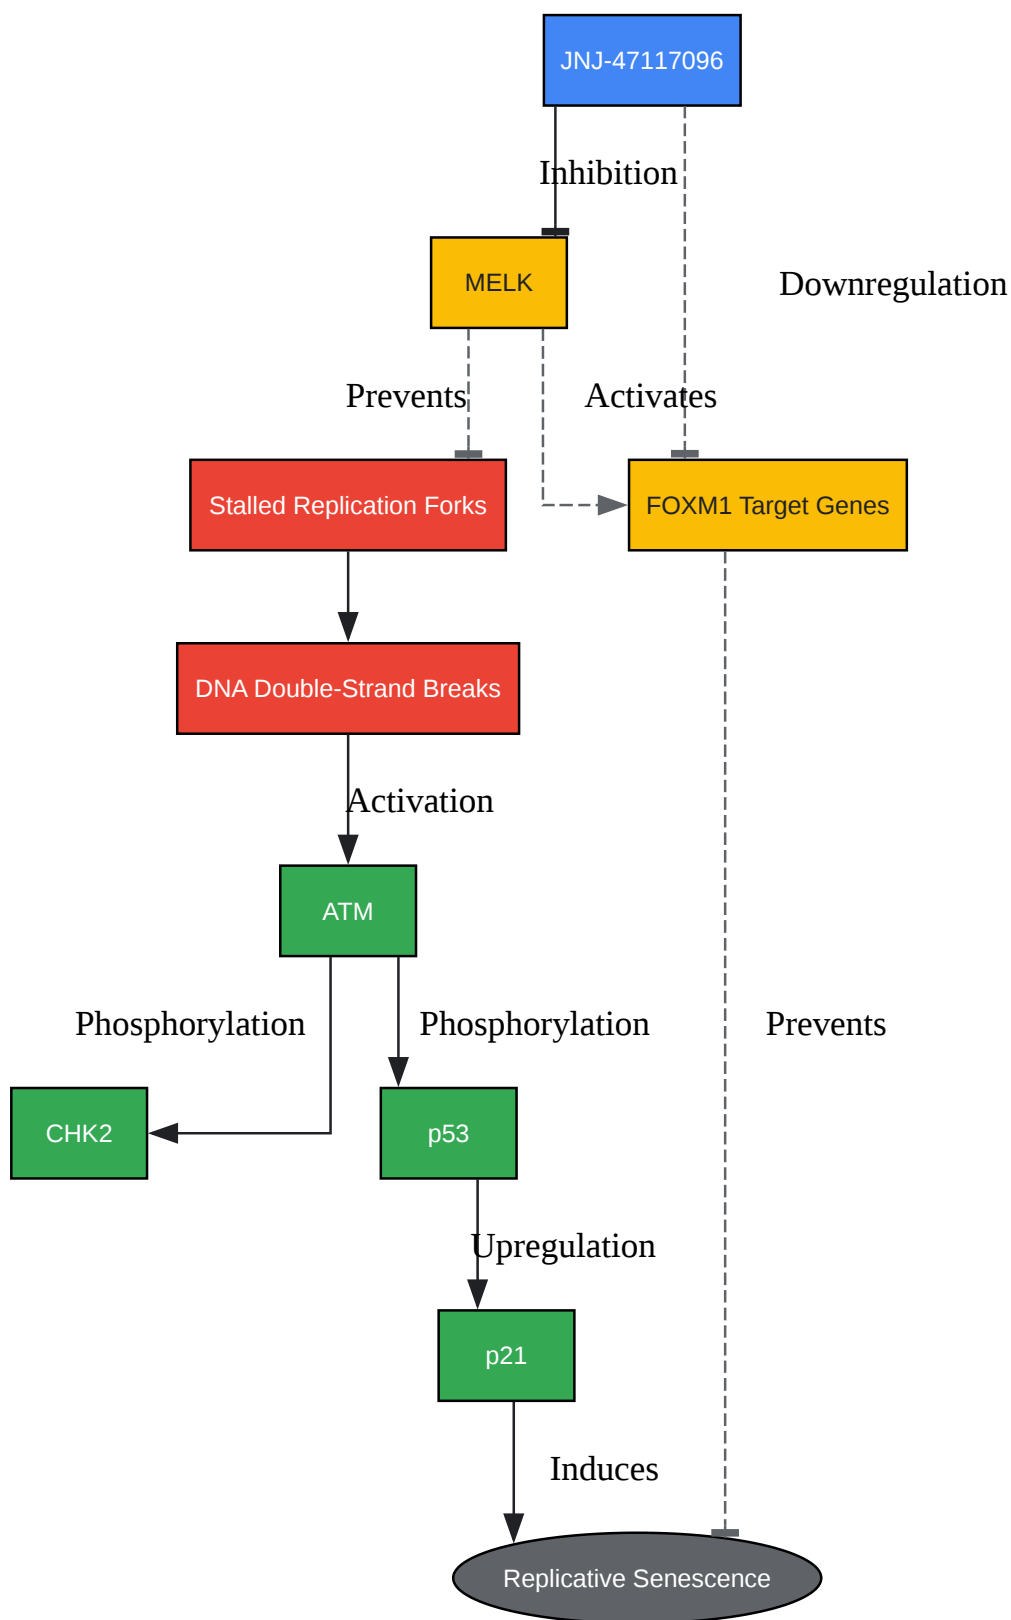 JNJ-47117096
Inhibition
MELK
Downregulation
Prevents
Activates
Stalled Replication Forks
FOXM1 Target Genes
DNA Double-Strand Breaks
Activation
ATM
Phosphorylation
Phosphorylation
Prevents
CHK2
p53
Upregulation
p21
Induces
Replicative Senescence